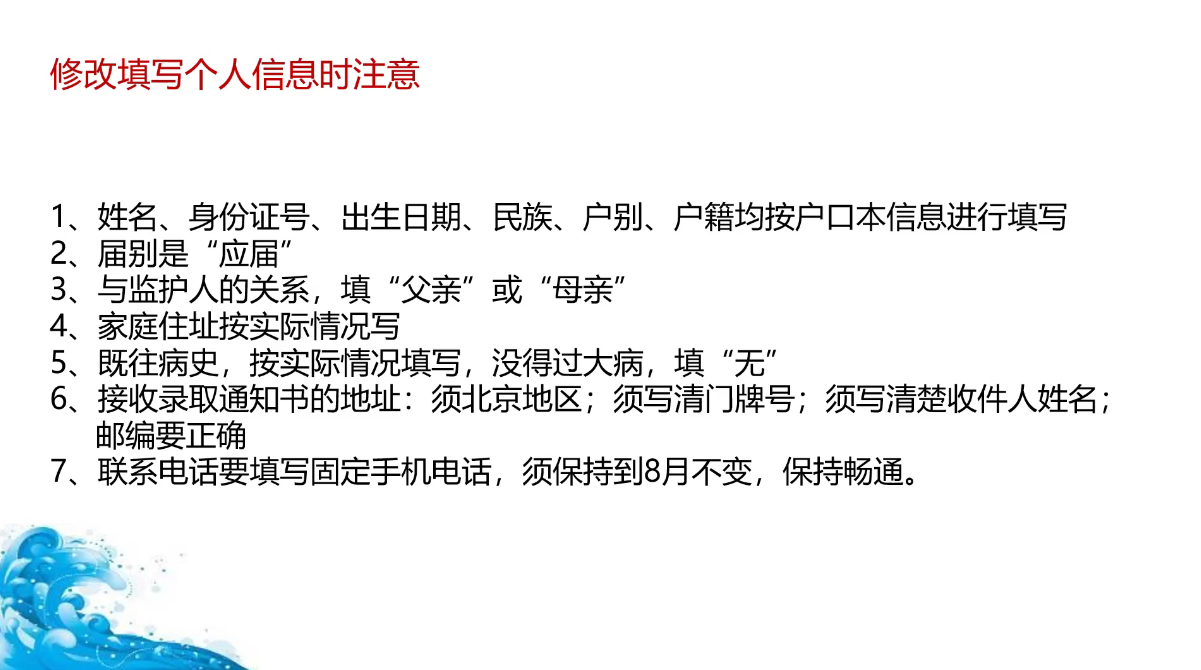 修改填写个人信息时注意
1、姓名、身份证号、出生日期、民族、户别、户籍均按户口本信息进行填写
2、届别是“应届”
3、与监护人的关系，填“父亲”或“母亲”
4、家庭住址按实际情况写
5、既往病史，按实际情况填写，没得过大病，填“无”
6、接收录取通知书的地址：须北京地区；须写清门牌号；须写清楚收件人姓名；
邮编要正确
7、联系电话要填写固定手机电话，须保持到8月不变，保持畅通。